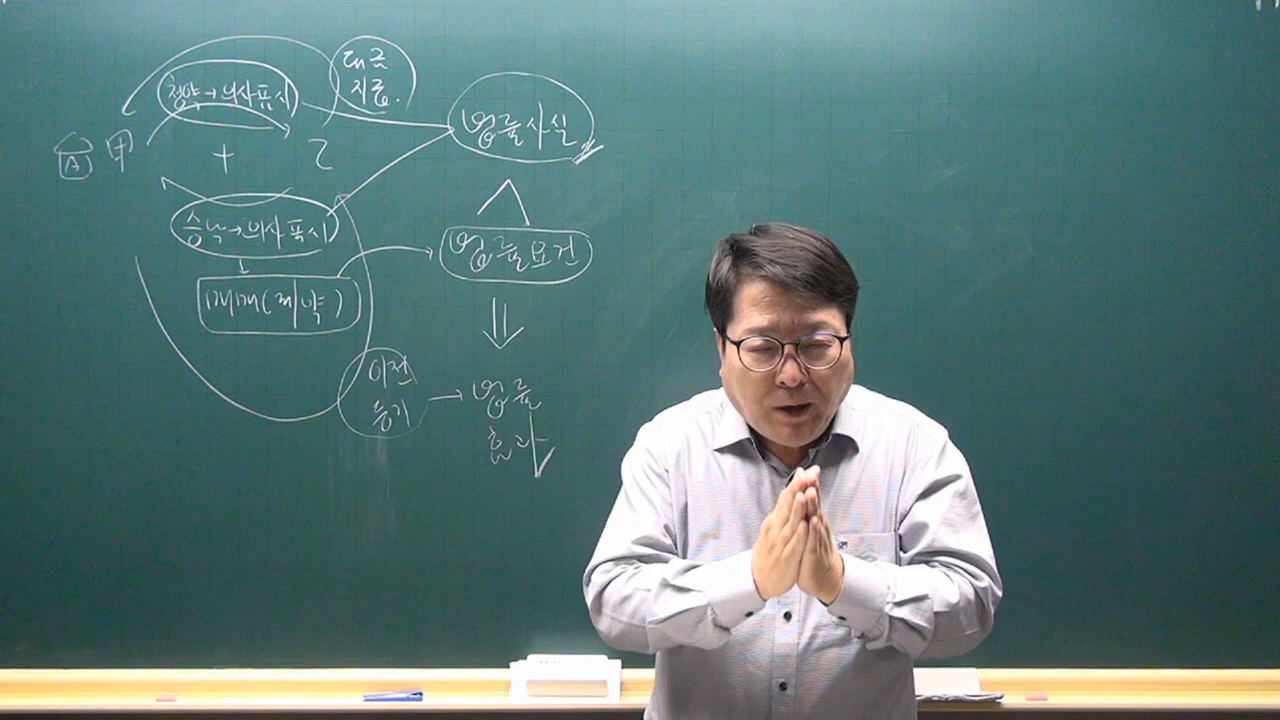 대금
지급.
청약→의사표시
법률사실
A 甲 + 乙
승낙→의사표시
법률요건
매매(계약)
이전
등기
→ 법률
효과